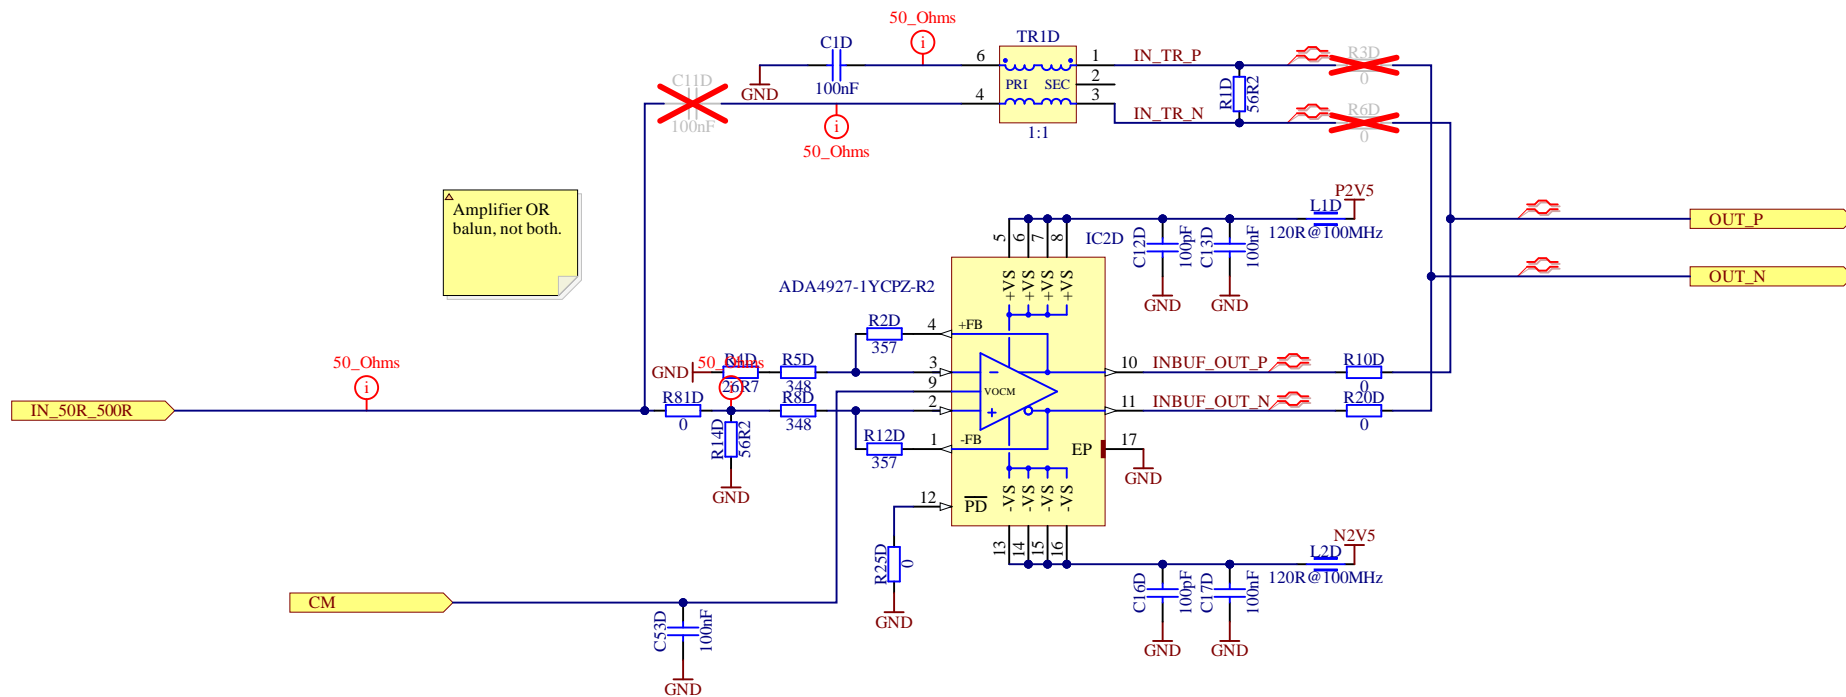 50_Ohms
C1D
100nF
GND
6
TR1D
1
IN_TR_P
R3D
0
C11D
100nF
PRI
SEC
2
4
3
1:1
R1D
56R2
IN_TR_N
R6D
0
50_Ohms
Amplifier OR
balun, not both.
P2V5
L1D
120R@100MHz
OUT_P
OUT_N
5
6
7
8
IC2D
C12D
100pF
C13D
100nF
GND
GND
+VS
+VS
+VS
+VS
ADA4927-1YCPZ-R2
R2D
357
4
+FB
50_Ohms
50_Ohms
GND
R4D
26R7
R5D
348
3
10
INBUF_OUT_P
R10D
0
9
VOCM
IN_50R_500R
R81D
0
R8D
348
2
11
INBUF_OUT_N
R20D
0
R14D
56R2
GND
R12D
357
1
-FB
EP
17
GND
12
PD
-VS
-VS
-VS
-VS
13
14
15
16
R25D
0
GND
N2V5
L2D
120R@100MHz
C16D
100pF
C17D
100nF
GND
GND
CM
C53D
100nF
GND